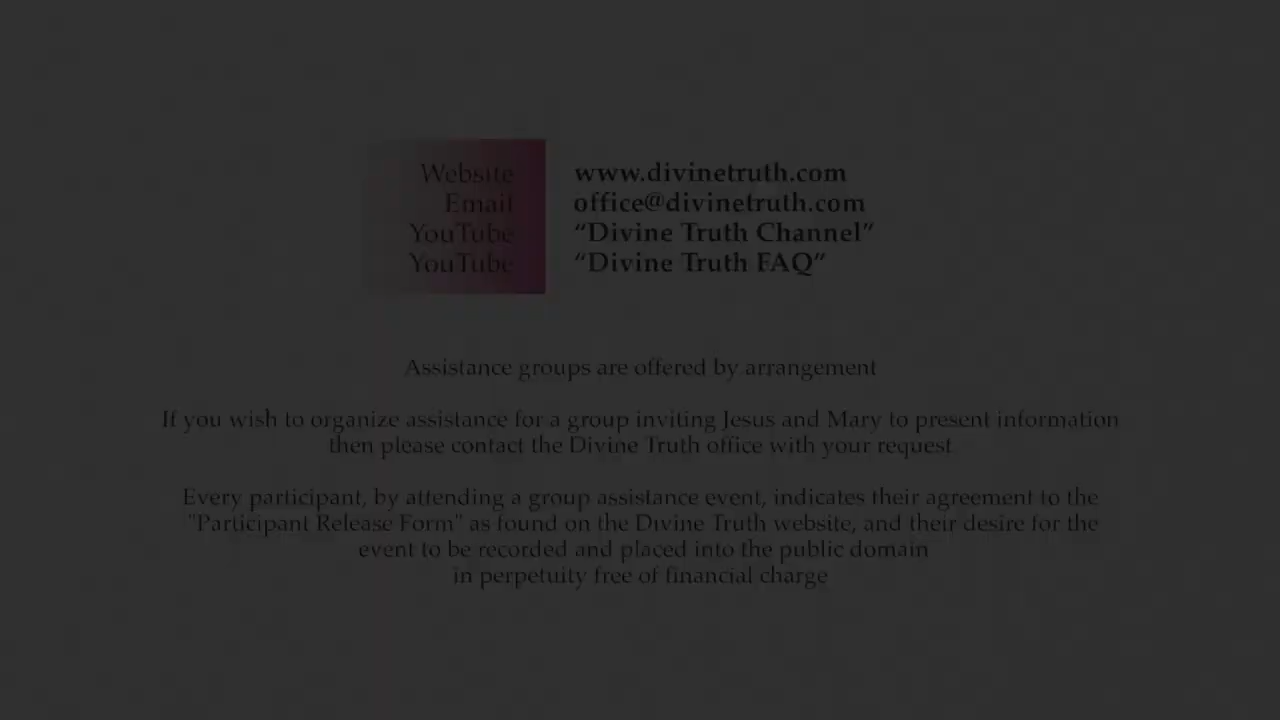 Website www.divinetruth.com
Email office@divinetruth.com
YouTube “Divine Truth Channel”
YouTube “Divine Truth FAQ”
Assistance groups are offered by arrangement
If you wish to organize assistance for a group inviting Jesus and Mary to present information
then please contact the Divine Truth office with your request
Every participant, by attending a group assistance event, indicates their agreement to the
"Participant Release Form" as found on the Divine Truth website, and their desire for the
event to be recorded and placed into the public domain
in perpetuity free of financial charge